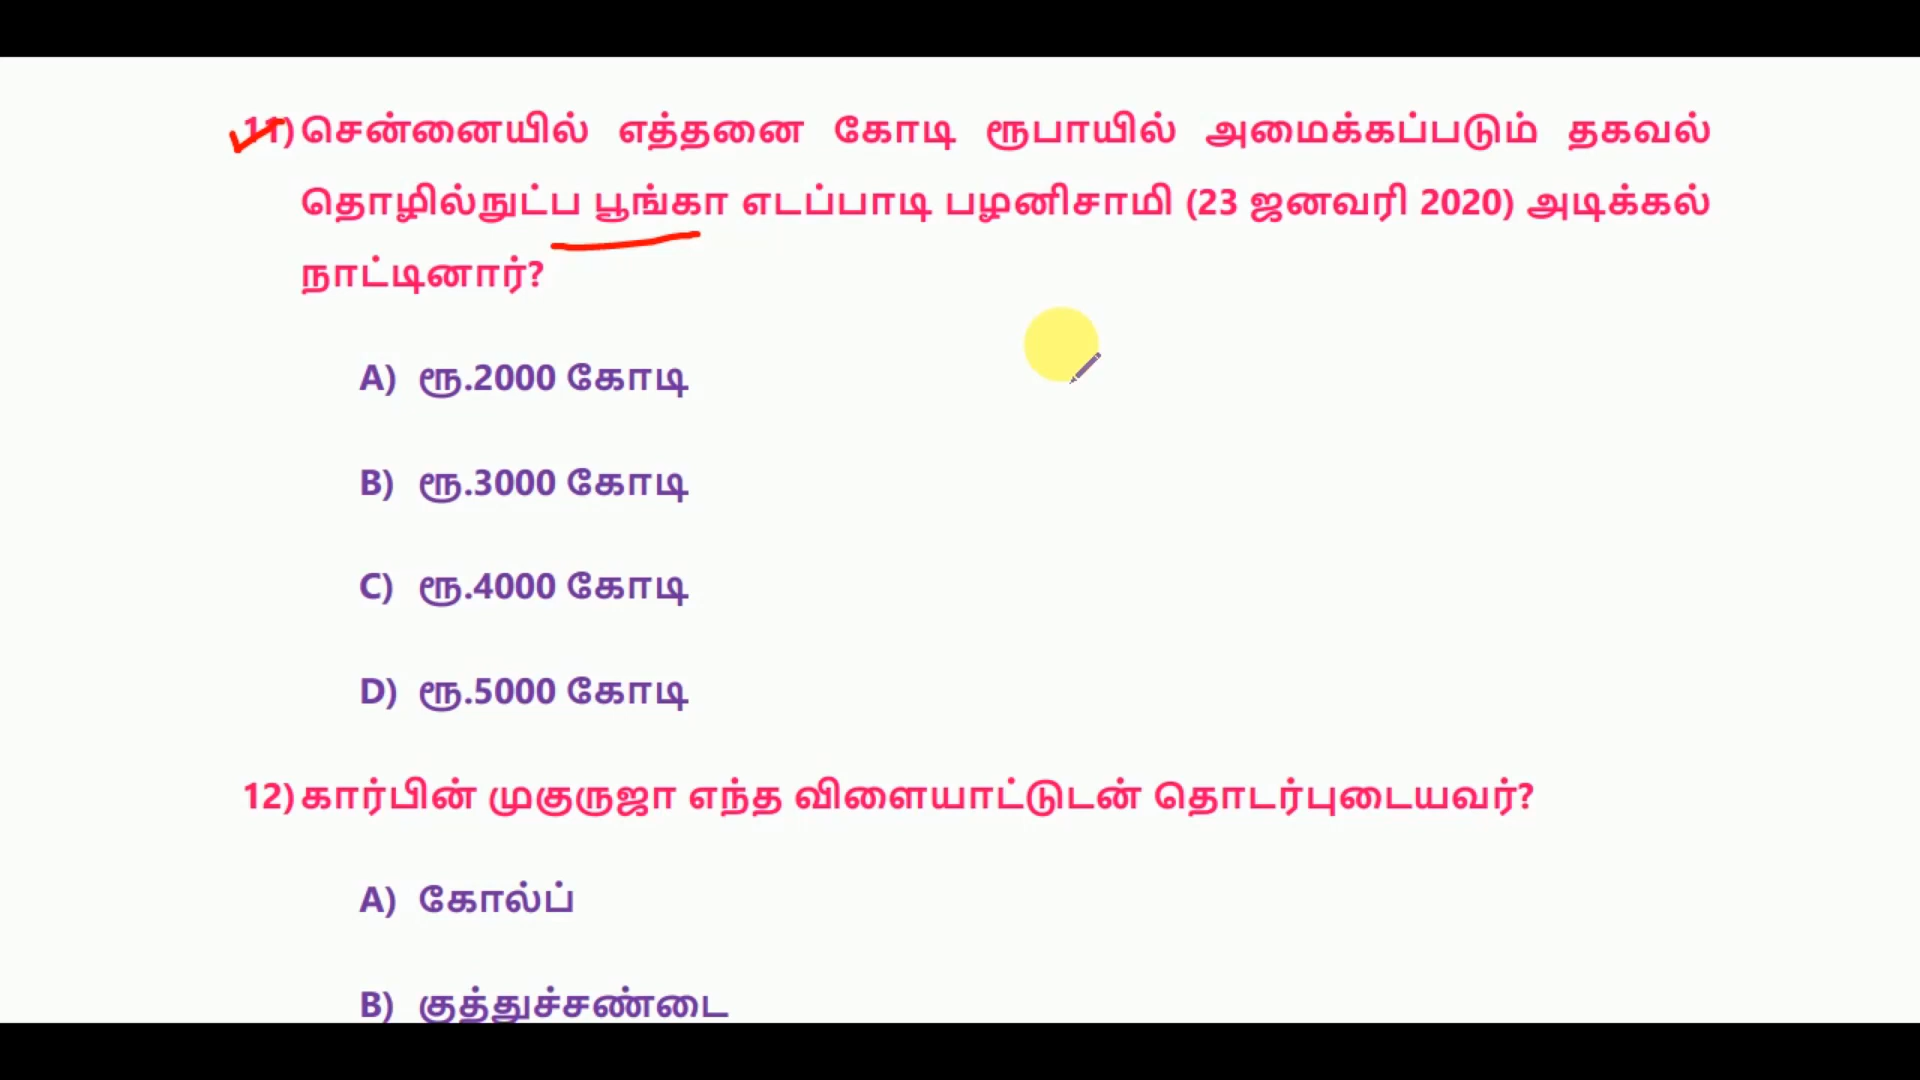 11) சென்னையில் எத்தனை கோடி ரூபாயில் அமைக்கப்படும் தகவல்
தொழில்நுட்ப பூங்கா எடப்பாடி பழனிசாமி (23 ஜனவரி 2020) அடிக்கல்
நாட்டினார்?
A) ரூ.2000 கோடி
B) ரூ.3000 கோடி
C) ரூ.4000 கோடி
D) ரூ.5000 கோடி
12) கார்பின் முகுருஜா எந்த விளையாட்டுடன் தொடர்புடையவர்?
A) கோல்ப்
B) குத்துச்சண்டை